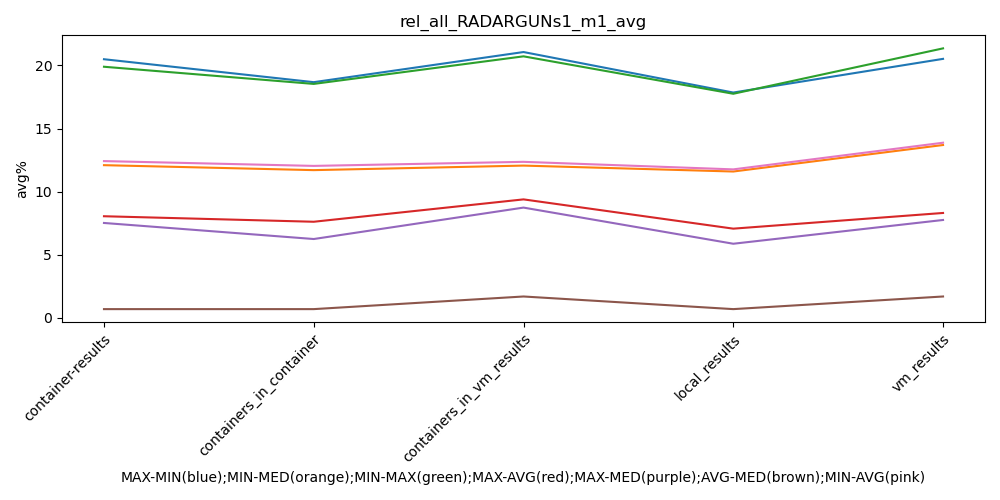 rel_all_RADARGUNs1_m1_avg
avg%
20
15
10
5
0
container-results
containers_in_container
containers_in_vm_results
local_results
vm_results
MAX-MIN(blue);MIN-MED(orange);MIN-MAX(green);MAX-AVG(red);MAX-MED(purple);AVG-MED(brown);MIN-AVG(pink)